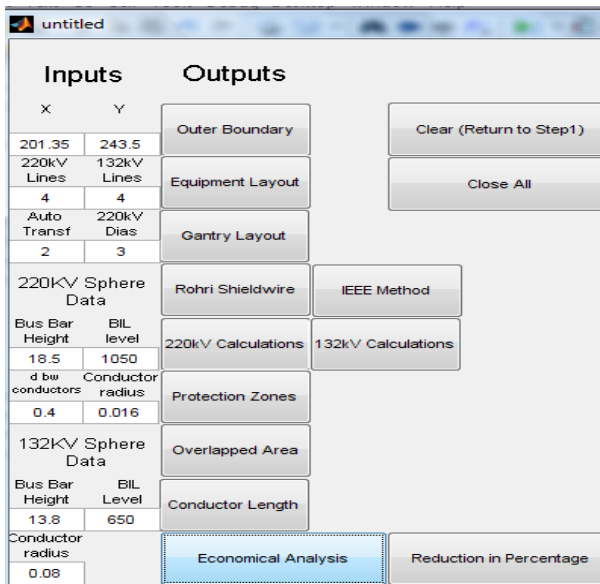 untitled
Inputs
Outputs
X
Y
201.35
243.5
220kV Lines
132kV Lines
4
4
Auto Transf
220kV Dias
2
3
220KV Sphere Data
Bus Bar Height
BIL level
18.5
1050
d bw conductors
Conductor radius
0.4
0.016
132KV Sphere Data
Bus Bar Height
BIL Level
13.8
650
Conductor radius
0.08
Outer Boundary
Equipment Layout
Gantry Layout
Rohri Shieldwire
IEEE Method
220kV Calculations
132kV Calculations
Protection Zones
Overlapped Area
Conductor Length
Economical Analysis
Reduction in Percentage
Clear (Return to Step1)
Close All